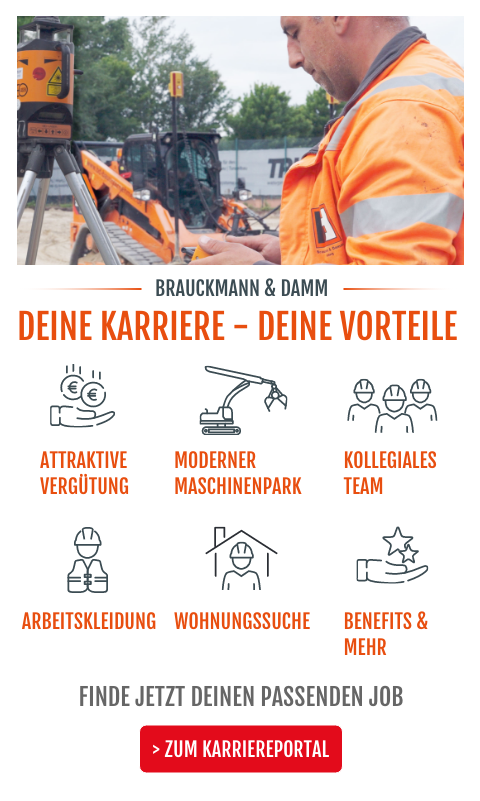 BRAUCKMANN & DAMM
DEINE KARRIERE – DEINE VORTEILE
ATTRAKTIVE
VERGÜTUNG
MODERNER
MASCHINENPARK
KOLLEGIALES
TEAM
ARBEITSKLEIDUNG
WOHNUNGSSUCHE
BENEFITS &
MEHR
FINDE JETZT DEINEN PASSENDEN JOB
> ZUM KARRIEREPORTAL